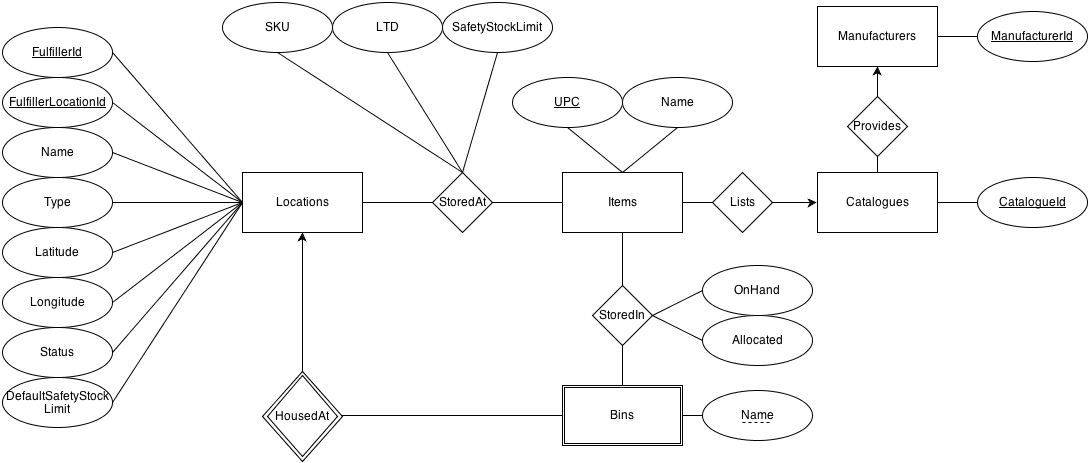 SKU
LTD
SafetyStockLimit
Manufacturers
ManufacturerId
FulfillerId
FulfillerLocationId
UPC
Name
Provides
Name
Type
Locations
StoredAt
Items
Lists
Catalogues
CatalogueId
Latitude
Longitude
OnHand
StoredIn
Allocated
Status
DefaultSafetyStock
Limit
HousedAt
Bins
Name